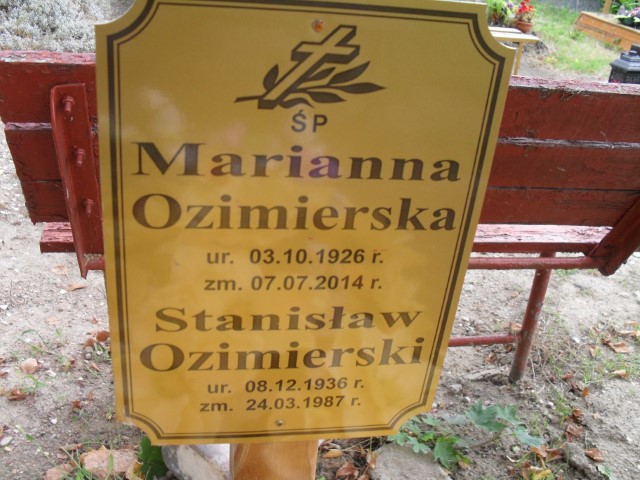 ŚP
Marianna
Ozimierska
ur. 03.10.1926 r.
zm. 07.07.2014 r.
Stanisław
Ozimierski
ur. 08.12.1936 r.
zm. 24.03.1987 r.